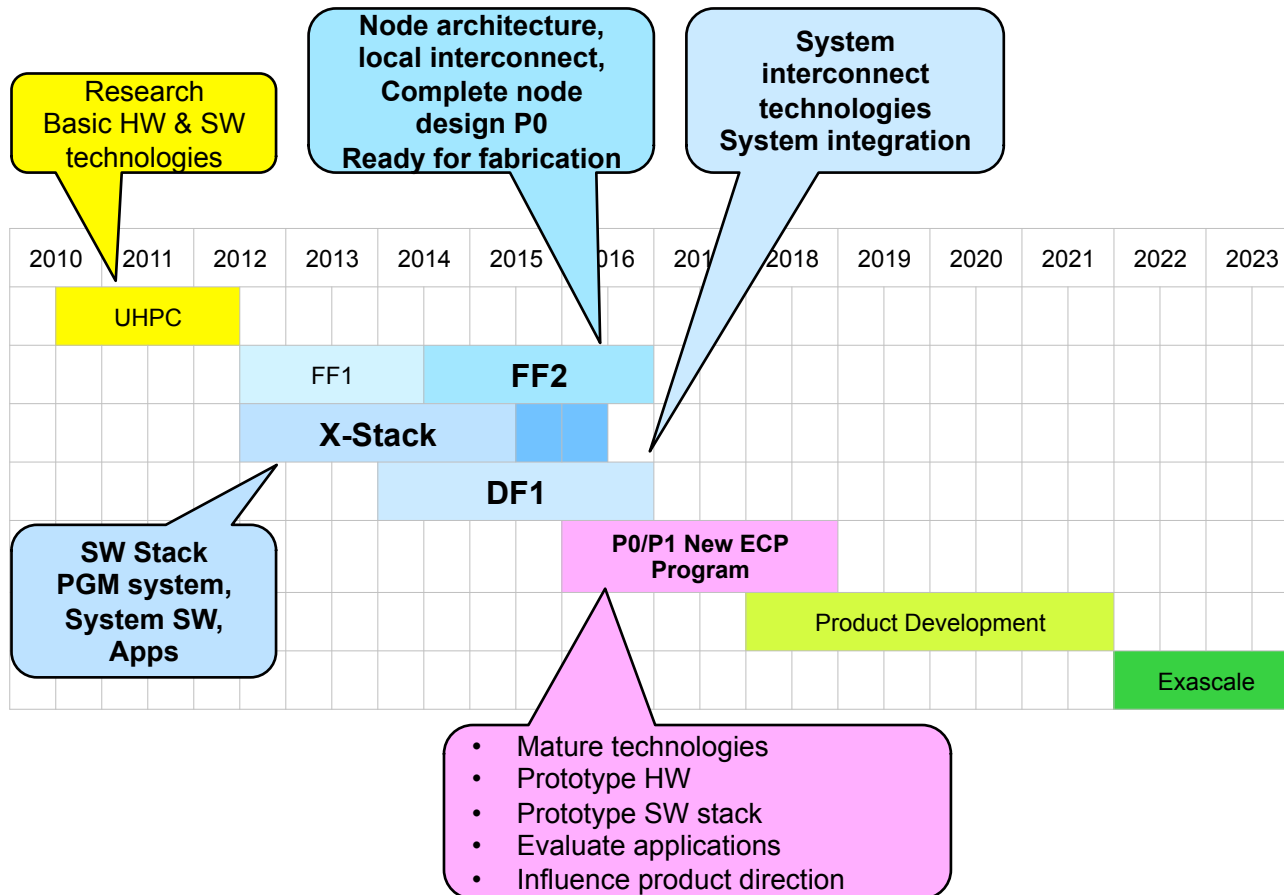 Node architecture,
local interconnect,
Complete node
design P0
Ready for fabrication
System
interconnect
technologies
System integration
Research
Basic HW & SW
technologies
2010 2011 2012 2013 2014 2015 2016 201 2018 2019 2020 2021 2022 2023
UHPC
FF1 FF2
X-Stack
DF1
P0/P1 New ECP
Program
SW Stack
PGM system,
System SW,
Apps
Product Development
Exascale
• Mature technologies
• Prototype HW
• Prototype SW stack
• Evaluate applications
• Influence product direction